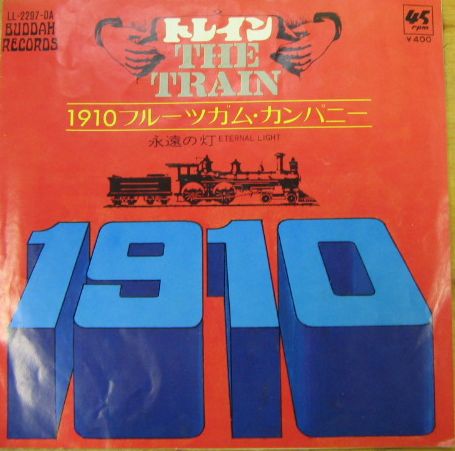 LL-2297-DA
BUDDAH
RECORDS
トレイン
THE
TRAIN
45
rpm
¥400
1910フルーツガム・カンパニー
永遠の灯 ETERNAL LIGHT
1910